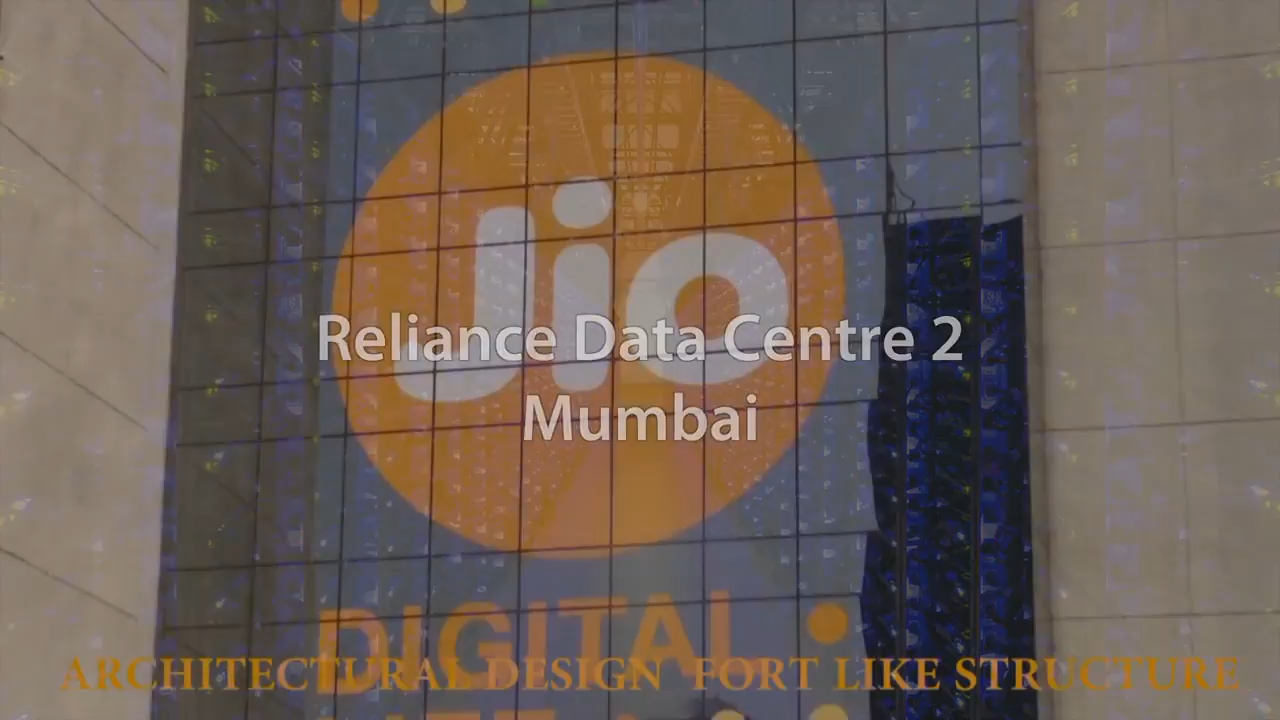 Jio
Reliance Data Centre 2
Mumbai
DIGITAL
ARCHITECTURAL DESIGN FORT LIKE STRUCTURE